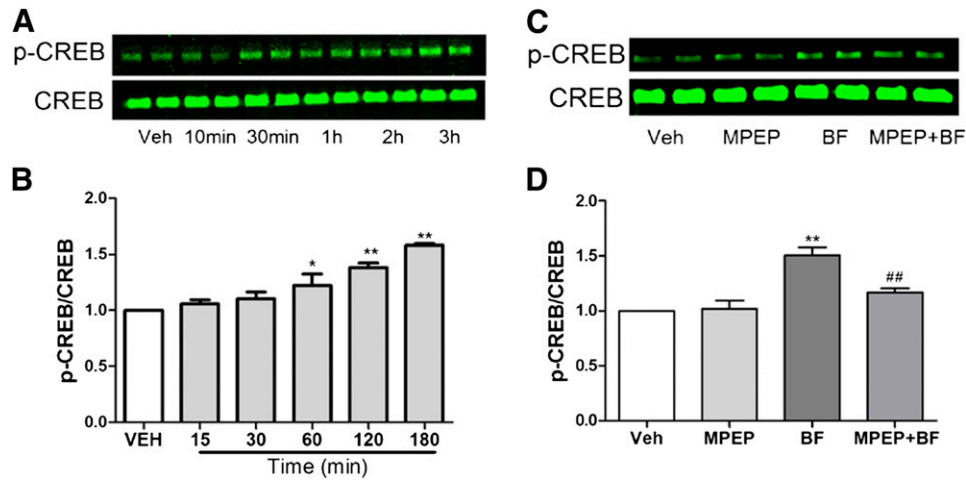 A
p-CREB
CREB
Veh 10min 30min 1h 2h 3h
B
p-CREB/CREB
2.0
1.5
1.0
0.5
0.0
* ** **
VEH 15 30 60 120 180
Time (min)
C
p-CREB
CREB
Veh MPEP BF MPEP+BF
D
p-CREB/CREB
2.0
1.5
1.0
0.5
0.0
** ##
Veh MPEP BF MPEP+BF